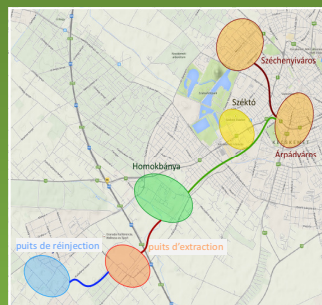 Széchenyiváros
Széktó
Árpádváros
Homokbánya
puits de réinjection
puits d'extraction